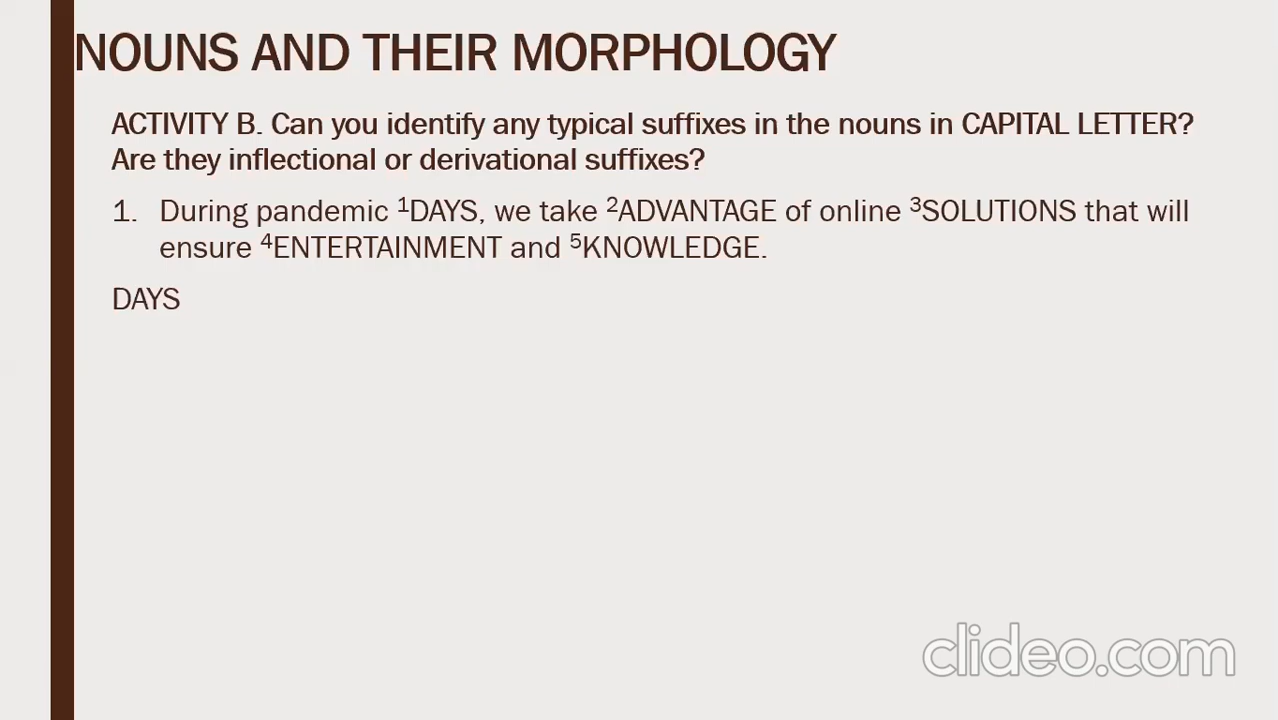 NOUNS AND THEIR MORPHOLOGY
ACTIVITY B. Can you identify any typical suffixes in the nouns in CAPITAL LETTER?
Are they inflectional or derivational suffixes?
1. During pandemic ¹DAYS, we take ²ADVANTAGE of online ³SOLUTIONS that will
ensure ⁴ENTERTAINMENT and ⁵KNOWLEDGE.
DAYS
clideo.com